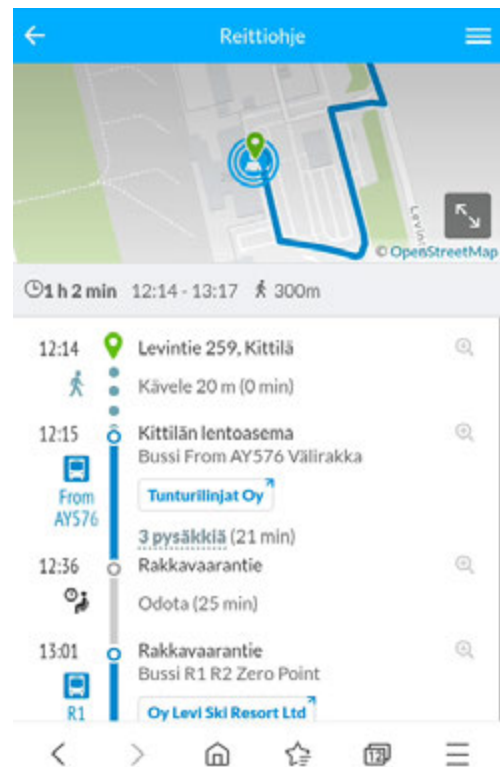 Reittiohje
© OpenStreetMap
1 h 2 min 12:14 - 13:17 300m
12:14 Levintie 259, Kittilä
Kävele 20 m (0 min)
12:15 Kittilän lentoasema
Bussi From AY576 Välirakka
From
AY576
Tunturilinjat Oy
3 pysäkkiä (21 min)
12:36 Rakkavaarantie
Odota (25 min)
13:01 Rakkavaarantie
Bussi R1 R2 Zero Point
R1
Oy Levi Ski Resort Ltd
12